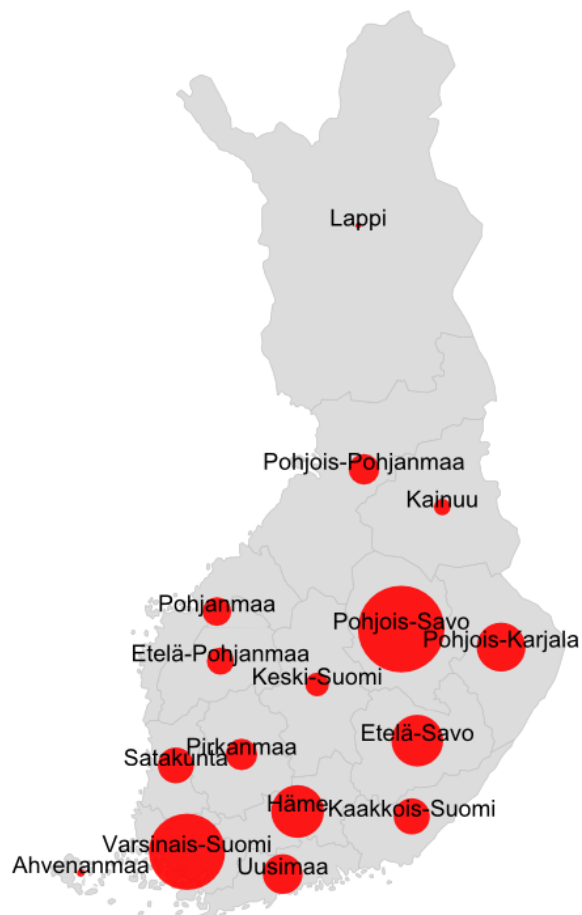 Lappi
Pohjois-Pohjanmaa
Kainuu
Pohjanmaa
Pohjois-Savo
Pohjois-Karjala
Etelä-Pohjanmaa
Keski-Suomi
Etelä-Savo
Pirkanmaa
Satakunta
Häme
Kaakkois-Suomi
Varsinais-Suomi
Ahvenanmaa
Uusimaa